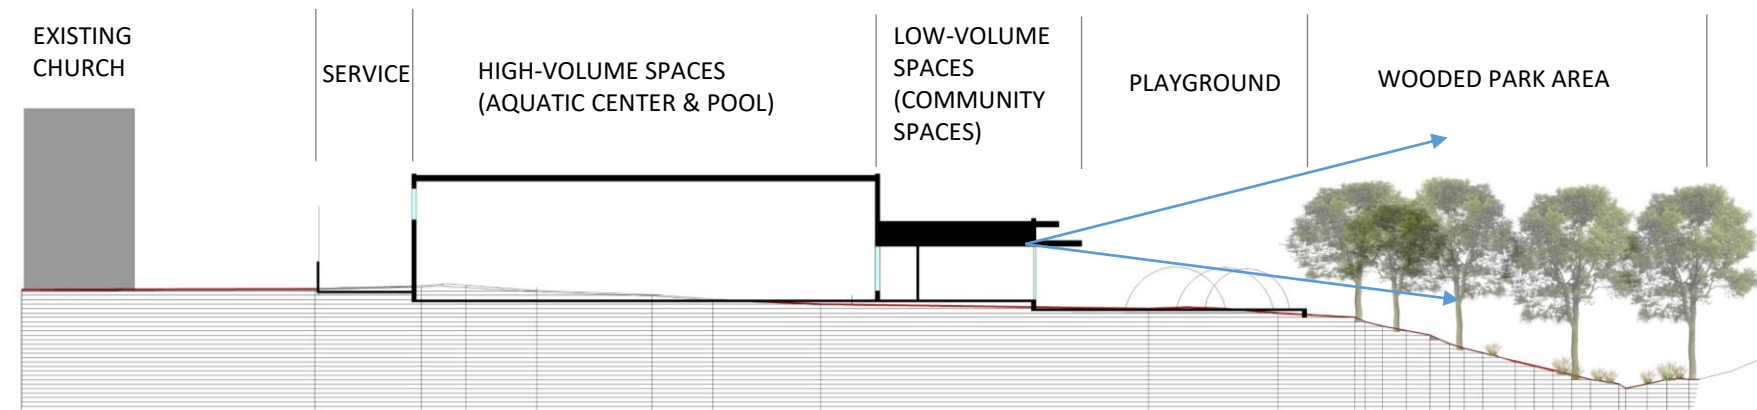 EXISTING
CHURCH
SERVICE
HIGH-VOLUME SPACES
(AQUATIC CENTER & POOL)
LOW-VOLUME
SPACES
(COMMUNITY
SPACES)
PLAYGROUND
WOODED PARK AREA